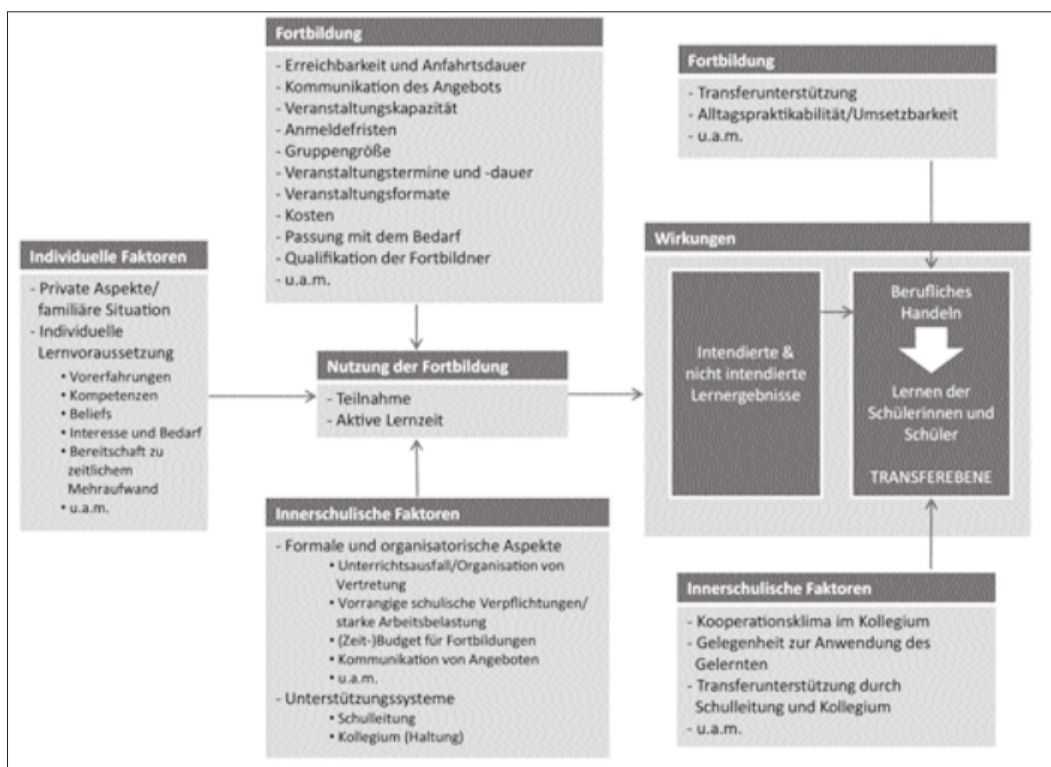 Fortbildung
- Erreichbarkeit und Anfahrtsdauer
- Kommunikation des Angebots
- Veranstaltungskapazität
- Anmeldefristen
- Gruppengröße
- Veranstaltungstermine und -dauer
- Veranstaltungsformate
- Kosten
- Passung mit dem Bedarf
- Qualifikation der Fortbildner
- u.a.m.
Individuelle Faktoren
- Private Aspekte/
familiäre Situation
- Individuelle
Lernvoraussetzung
• Vorerfahrungen
• Kompetenzen
• Beliefs
• Interesse und Bedarf
• Bereitschaft zu
zeitlichem
Mehraufwand
• u.a.m.
Nutzung der Fortbildung
- Teilnahme
- Aktive Lernzeit
Innerschulische Faktoren
- Formale und organisatorische Aspekte
• Unterrichtsausfall/Organisation von
Vertretung
• Vorrangige schulische Verpflichtungen/
starke Arbeitsbelastung
• (Zeit-)Budget für Fortbildungen
• Kommunikation von Angeboten
• u.a.m.
- Unterstützungssysteme
• Schulleitung
• Kollegium (Haltung)
Fortbildung
- Transferunterstützung
- Alltagspraktikabilität/Umsetzbarkeit
- u.a.m.
Wirkungen
Intendierte &
nicht intendierte
Lernergebnisse
Berufliches
Handeln
Lernen der
Schülerinnen und
Schüler
TRANSFEREBENE
Innerschulische Faktoren
- Kooperationsklima im Kollegium
- Gelegenheit zur Anwendung des
Gelernten
- Transferunterstützung durch
Schulleitung und Kollegium
- u.a.m.